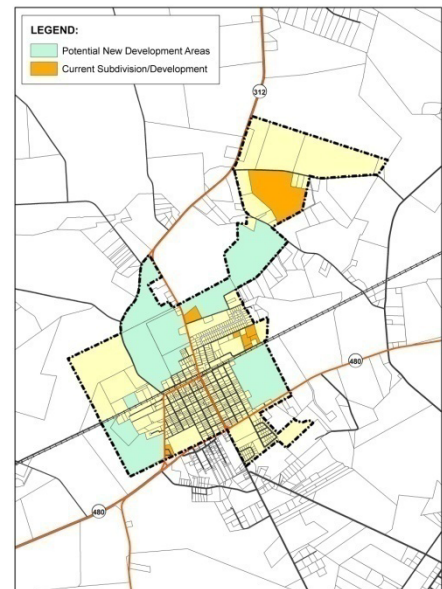 LEGEND:
Potential New Development Areas
Current Subdivision/Development
312
480
480